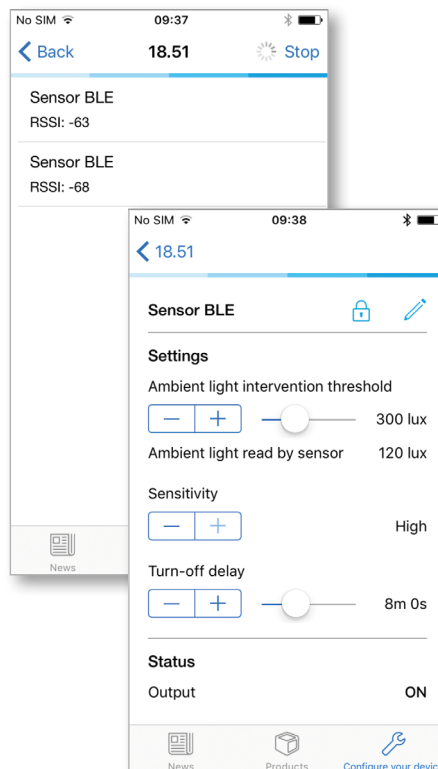 No SIM 09:37
Back 18.51 Stop
Sensor BLE
RSSI: -63
Sensor BLE
RSSI: -68
News
No SIM 09:38
18.51
Sensor BLE
Settings
Ambient light intervention threshold
− + 300 lux
Ambient light read by sensor 120 lux
Sensitivity
− + High
Turn-off delay
− + 8m 0s
Status
Output ON
News Products Configure your devic